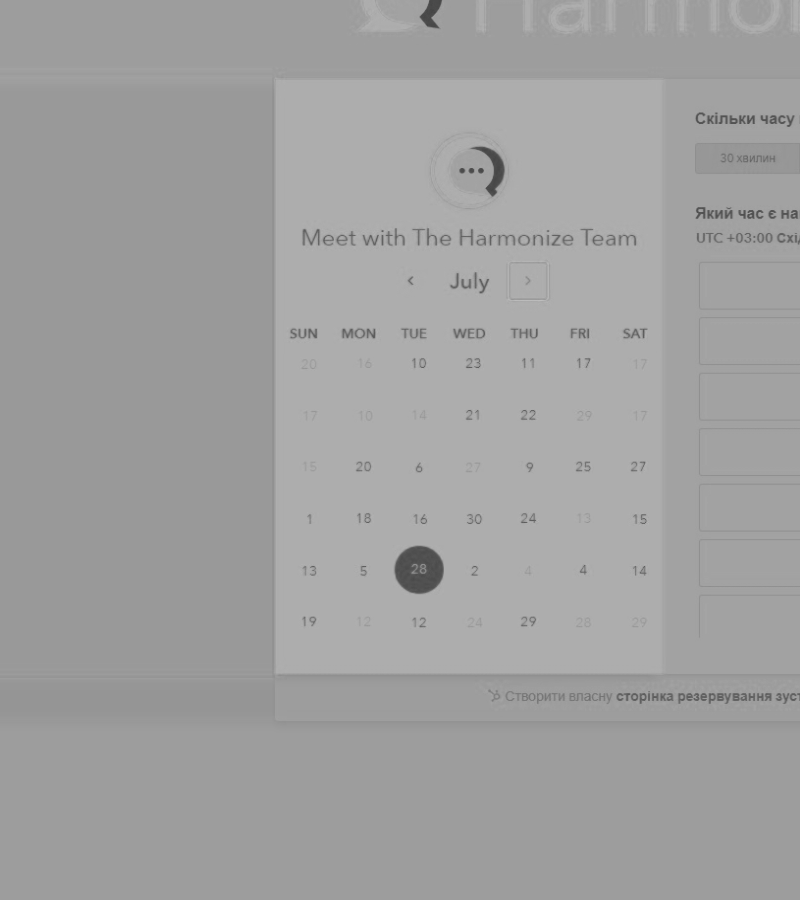 Harmon
Meet with The Harmonize Team
July
SUN MON TUE WED THU FRI SAT
20 16 10 23 11 17 17
17 10 14 21 22 29 17
15 20 6 27 9 25 27
1 18 16 30 24 13 15
13 5 28 2 4 4 14
19 12 12 24 29 28 29
Скільки часу
30 хвилин
Який час є на
UTC +03:00 Схі
Створити власну сторінка резервування зуст